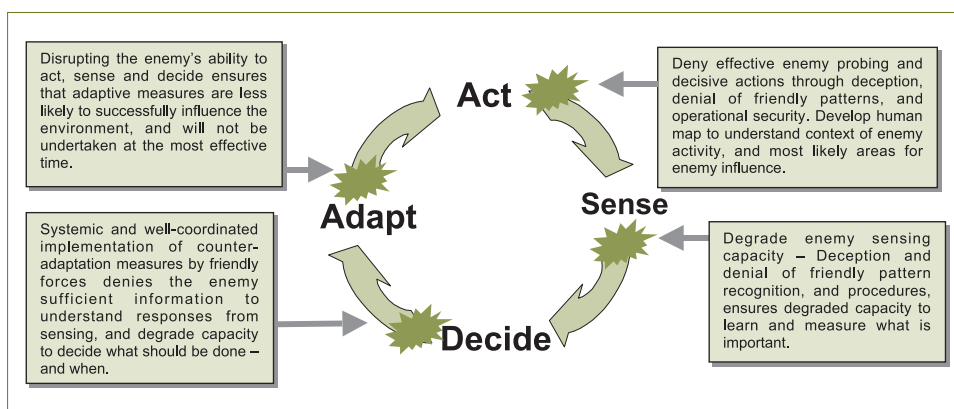 Disrupting the enemy's ability to
act, sense and decide ensures
that adaptive measures are less
likely to successfully influence the
environment, and will not be
undertaken at the most effective
time.
Act
Deny effective enemy probing and
decisive actions through deception,
denial of friendly patterns, and
operational security. Develop human
map to understand context of enemy
activity, and most likely areas for
enemy influence.
Adapt
Sense
Systemic and well-coordinated
implementation of counter-
adaptation measures by friendly
forces denies the enemy
sufficient information to
understand responses from
sensing, and degrade capacity
to decide what should be done –
and when.
Decide
Degrade enemy sensing
capacity – Deception and
denial of friendly pattern
recognition, and procedures,
ensures degraded capacity to
learn and measure what is
important.